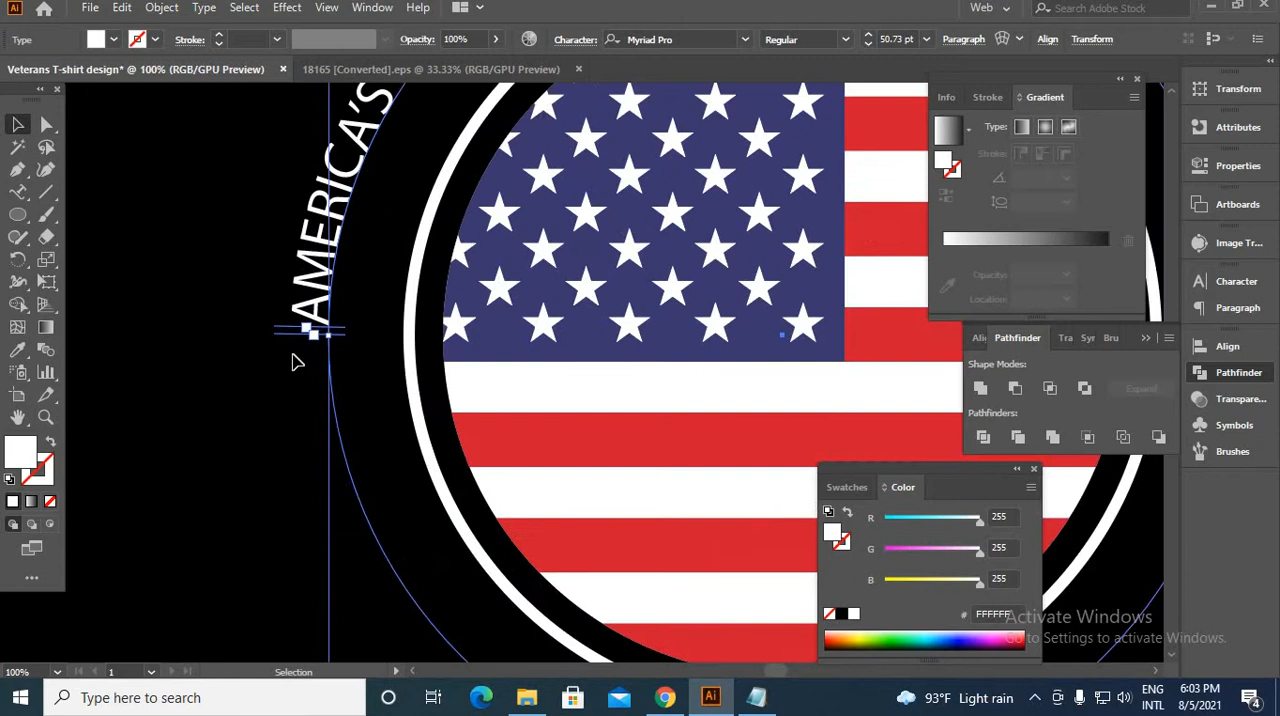 Ai File Edit Object Type Select Effect View Window Help Web Search Adobe Stock
Type Stroke: Opacity: 100% Character: Myriad Pro Regular 50.73 pt Paragraph Align Transform
Veterans T-shirt design* @ 100% (RGB/GPU Preview) × 18165 [Converted].eps @ 33.33% (RGB/GPU Preview) ×
AMERICA'S
Info Stroke Gradient
Type:
Stroke:
Opacity:
Location:
Transform
Attributes
Properties
Artboards
Image Tr...
Character
Paragraph
Align
Pathfinder
Transpare...
Symbols
Brushes
Ali Pathfinder Tra Syr Bru
Shape Modes:
Expand
Pathfinders:
Swatches Color
R 255
G 255
B 255
# FFFFFF
Activate Windows
Go to Settings to activate Windows.
100% 1 Selection
Type here to search
Ai
93°F Light rain
ENG
INTL
6:03 PM
8/5/2021
4